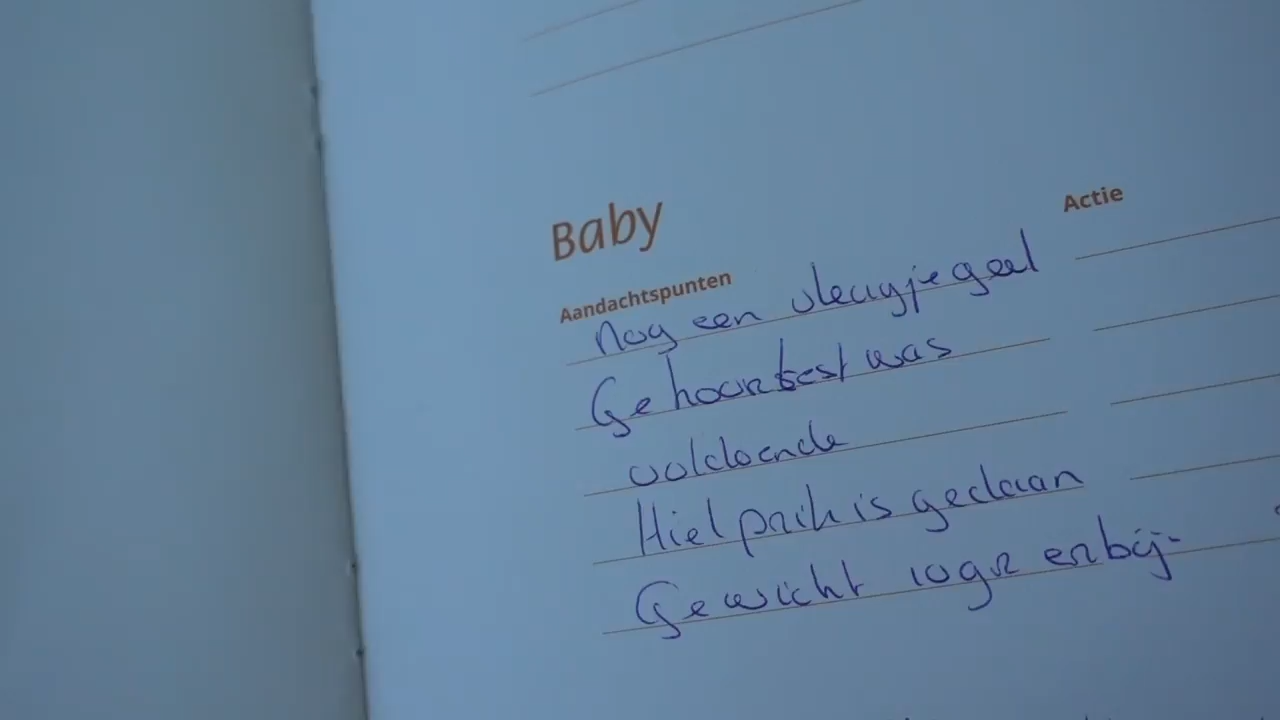 Baby
Aandachtspunten
Actie
nog een vleugje geel
Gehoortest was
voldoende
Hielprik is gedaan
Gewicht 10gr erbij.